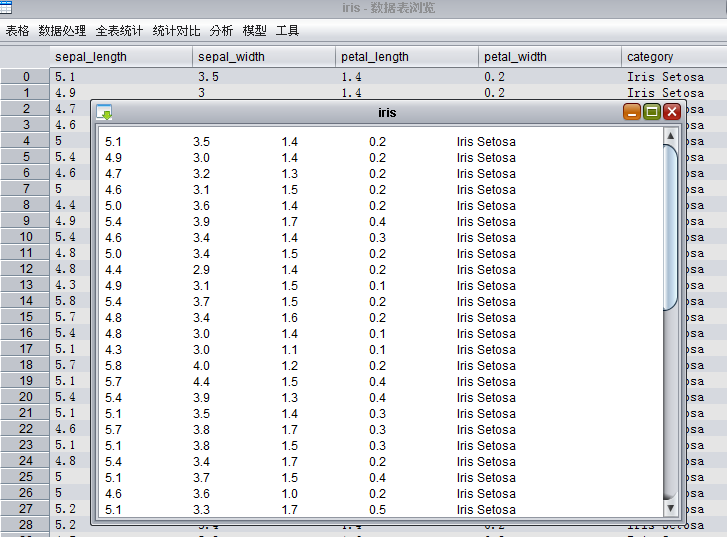 iris - 数据表浏览
表格 数据处理 全表统计 统计对比 分析 模型 工具
sepal_length sepal_width petal_length petal_width category
0 5.1 3.5 1.4 0.2 Iris Setosa
1 4.9 3 1.4 0.2 Iris Setosa
iris
2 4.7
3 4.6
4 5
5 5.4
6 4.6
7 5
8 4.4
9 4.9
10 5.4
11 4.8
12 4.8
13 4.3
14 5.8
15 5.7
16 5.4
17 5.1
18 5.7
19 5.1
20 5.4
21 5.1
22 4.6
23 5.1
24 4.8
25 5
26 5
27 5.2
28 5.2
5.1 3.5 1.4 0.2 Iris Setosa
4.9 3.0 1.4 0.2 Iris Setosa
4.7 3.2 1.3 0.2 Iris Setosa
4.6 3.1 1.5 0.2 Iris Setosa
5.0 3.6 1.4 0.2 Iris Setosa
5.4 3.9 1.7 0.4 Iris Setosa
4.6 3.4 1.4 0.3 Iris Setosa
5.0 3.4 1.5 0.2 Iris Setosa
4.4 2.9 1.4 0.2 Iris Setosa
4.9 3.1 1.5 0.1 Iris Setosa
5.4 3.7 1.5 0.2 Iris Setosa
4.8 3.4 1.6 0.2 Iris Setosa
4.8 3.0 1.4 0.1 Iris Setosa
4.3 3.0 1.1 0.1 Iris Setosa
5.8 4.0 1.2 0.2 Iris Setosa
5.7 4.4 1.5 0.4 Iris Setosa
5.4 3.9 1.3 0.4 Iris Setosa
5.1 3.5 1.4 0.3 Iris Setosa
5.7 3.8 1.7 0.3 Iris Setosa
5.1 3.8 1.5 0.3 Iris Setosa
5.4 3.4 1.7 0.2 Iris Setosa
5.1 3.7 1.5 0.4 Iris Setosa
4.6 3.6 1.0 0.2 Iris Setosa
5.1 3.3 1.7 0.5 Iris Setosa